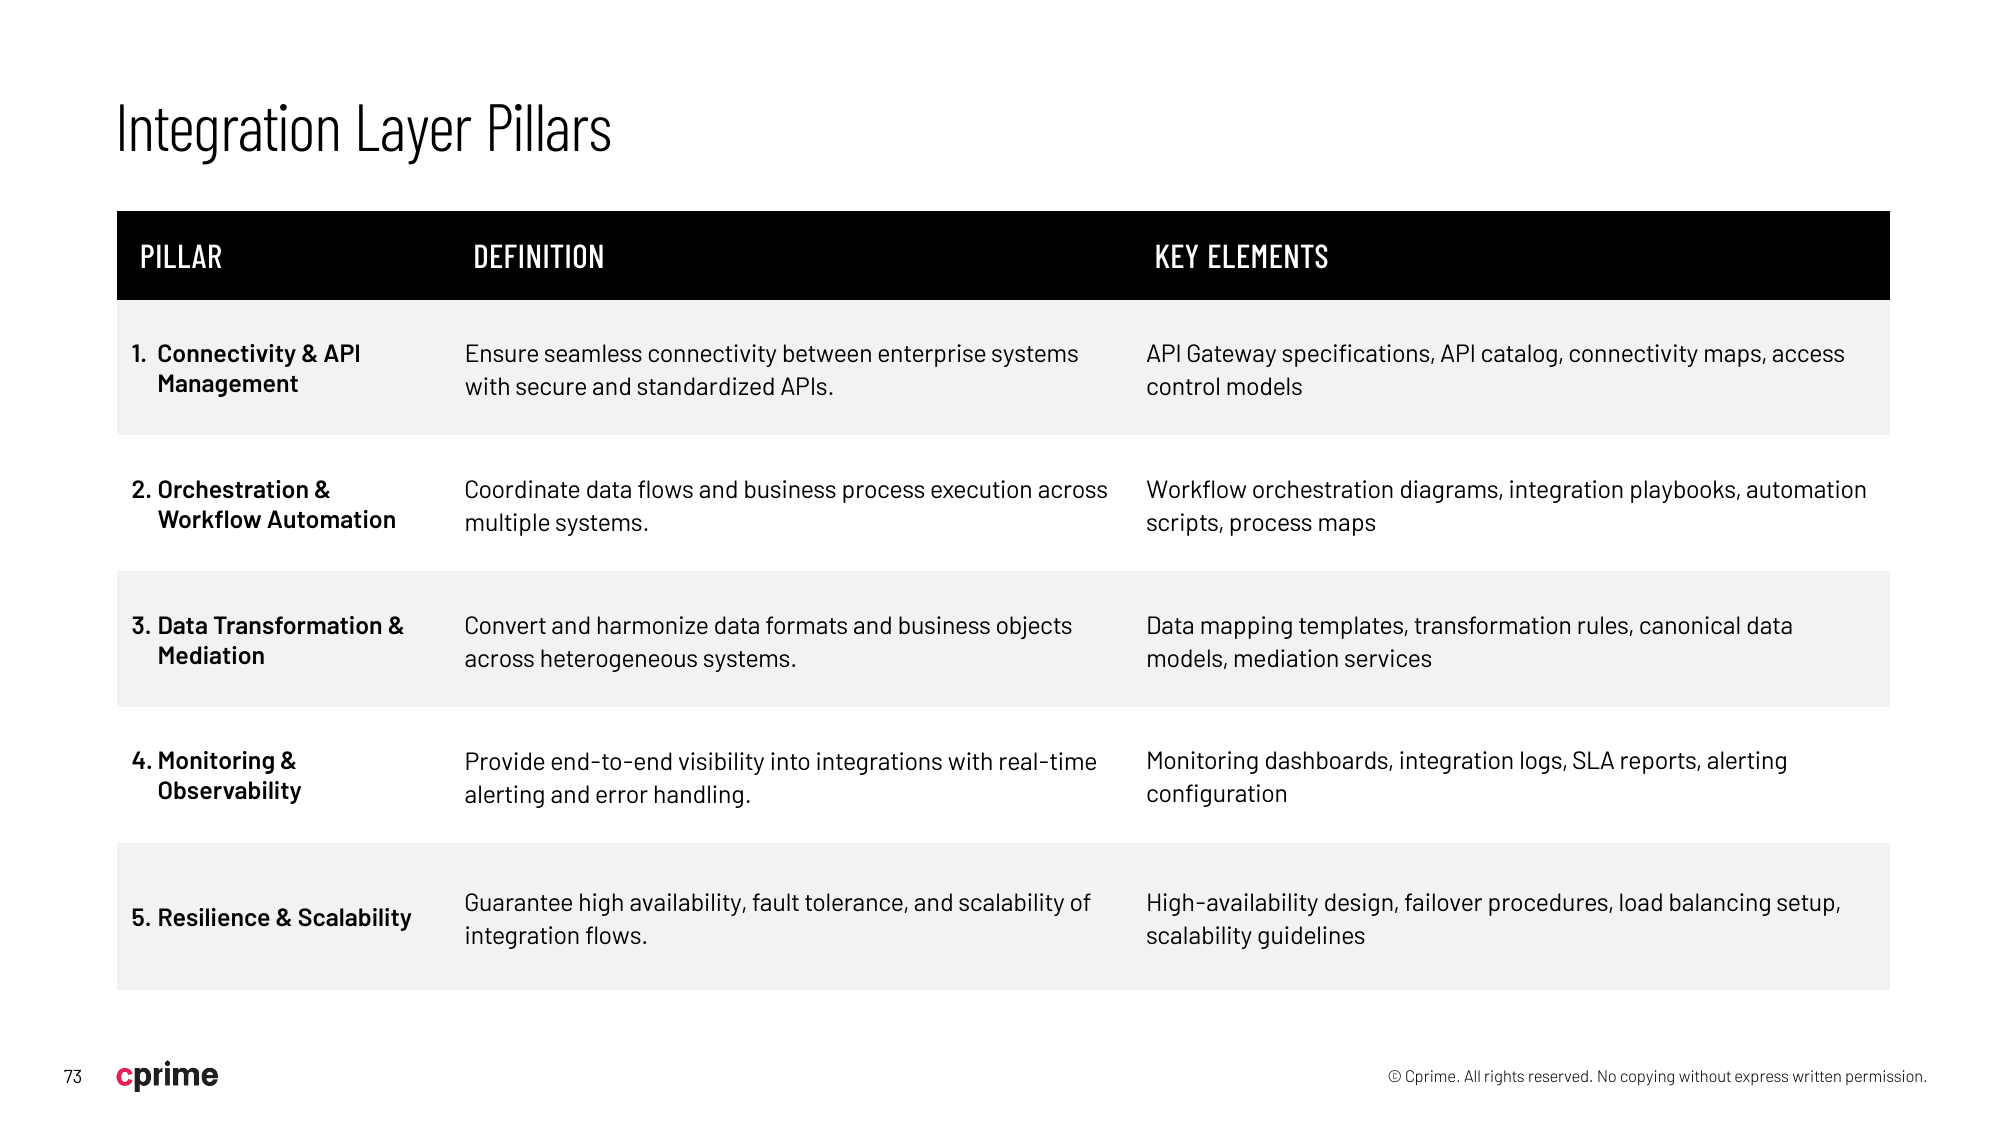 Integration Layer Pillars
PILLAR
DEFINITION
KEY ELEMENTS
1. Connectivity & API
Management
Ensure seamless connectivity between enterprise systems
with secure and standardized APIs.
API Gateway specifications, API catalog, connectivity maps, access
control models
2. Orchestration &
Workflow Automation
Coordinate data flows and business process execution across
multiple systems.
Workflow orchestration diagrams, integration playbooks, automation
scripts, process maps
3. Data Transformation &
Mediation
Convert and harmonize data formats and business objects
across heterogeneous systems.
Data mapping templates, transformation rules, canonical data
models, mediation services
4. Monitoring &
Observability
Provide end-to-end visibility into integrations with real-time
alerting and error handling.
Monitoring dashboards, integration logs, SLA reports, alerting
configuration
5. Resilience & Scalability
Guarantee high availability, fault tolerance, and scalability of
integration flows.
High-availability design, failover procedures, load balancing setup,
scalability guidelines
73
cprime
© Cprime. All rights reserved. No copying without express written permission.